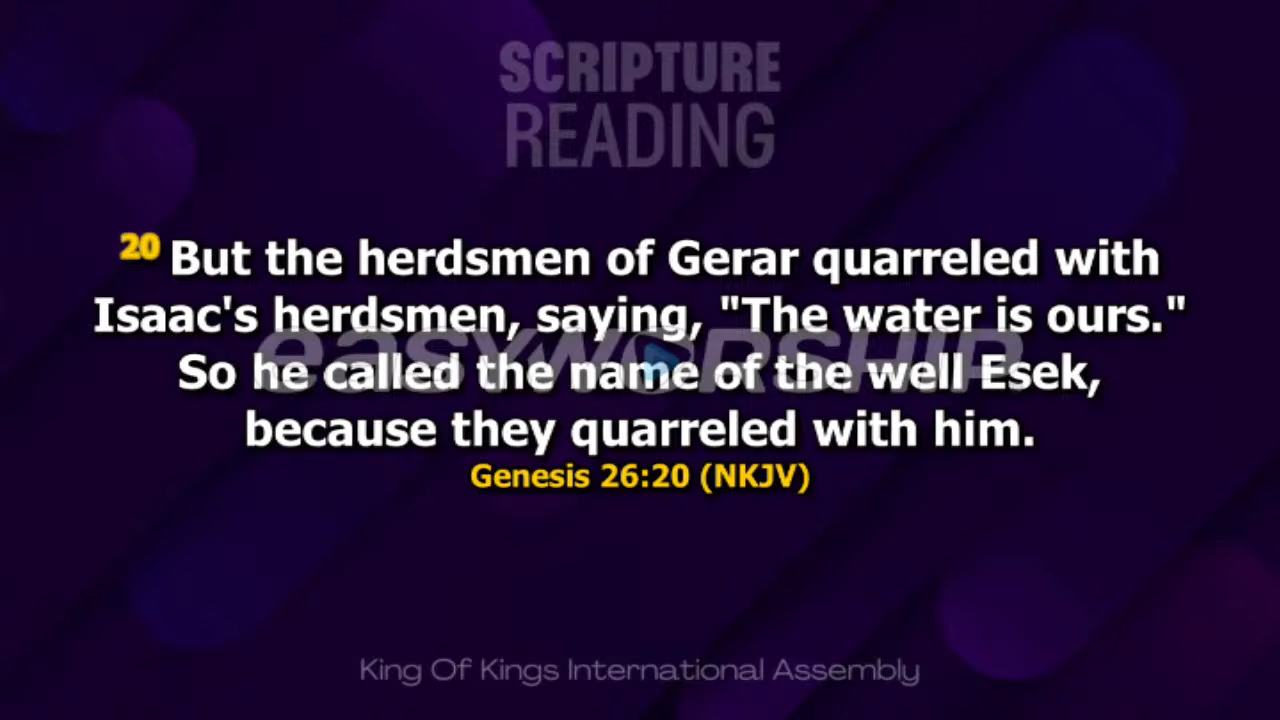 SCRIPTURE
READING
20 But the herdsmen of Gerar quarreled with
Isaac's herdsmen, saying, "The water is ours."
easyworship
So he called the name of the well Esek,
because they quarreled with him.
Genesis 26:20 (NKJV)
King Of Kings International Assembly